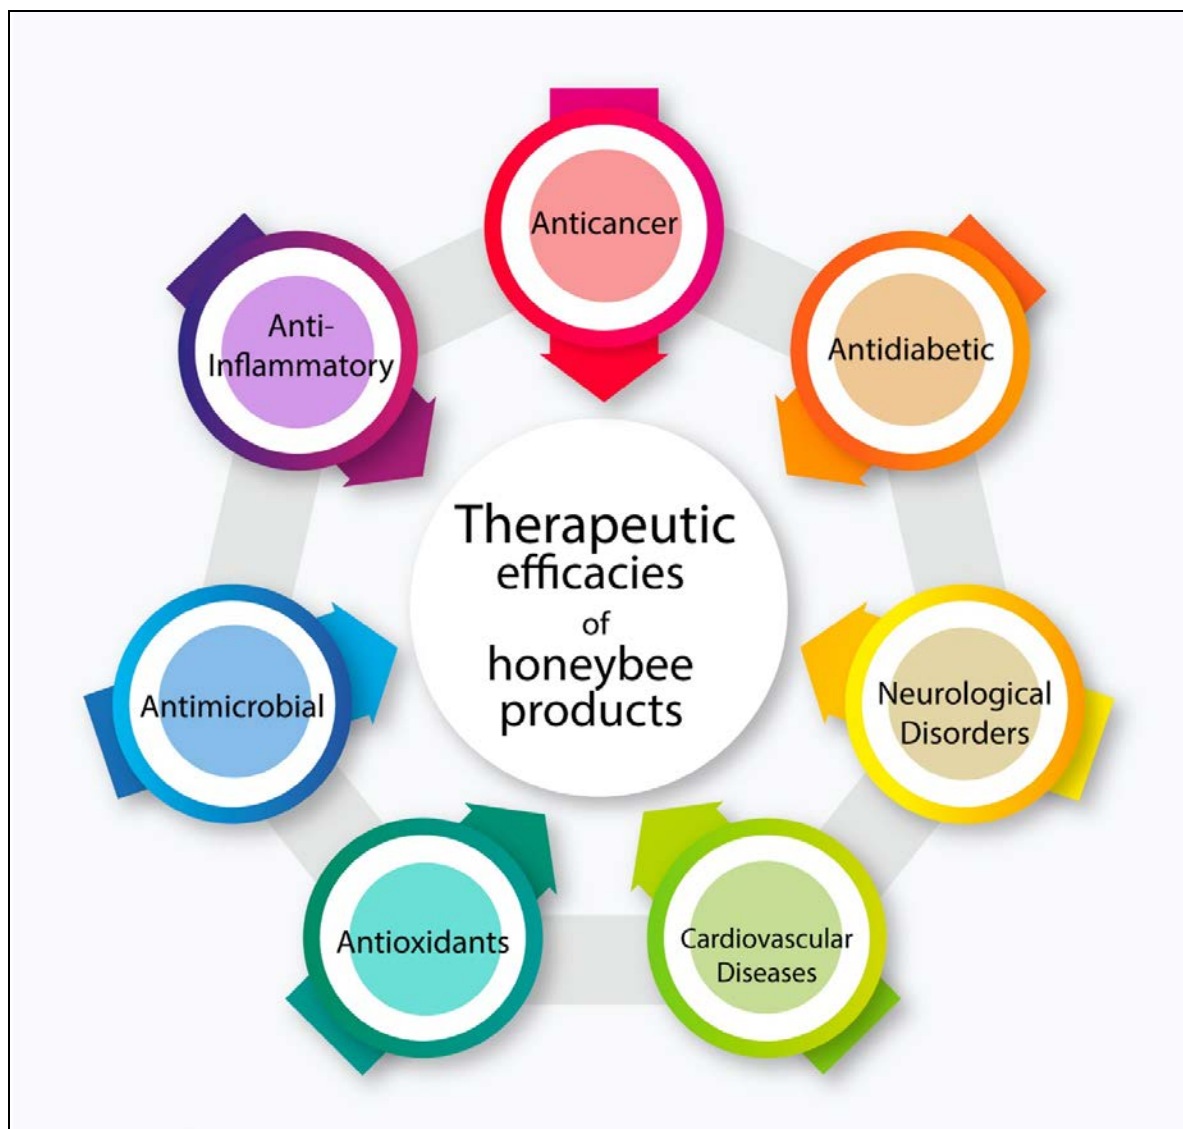 Anticancer
Antidiabetic
Neurological
Disorders
Cardiovascular
Diseases
Antioxidants
Antimicrobial
Anti-
Inflammatory
Therapeutic
efficacies
of
honeybee
products